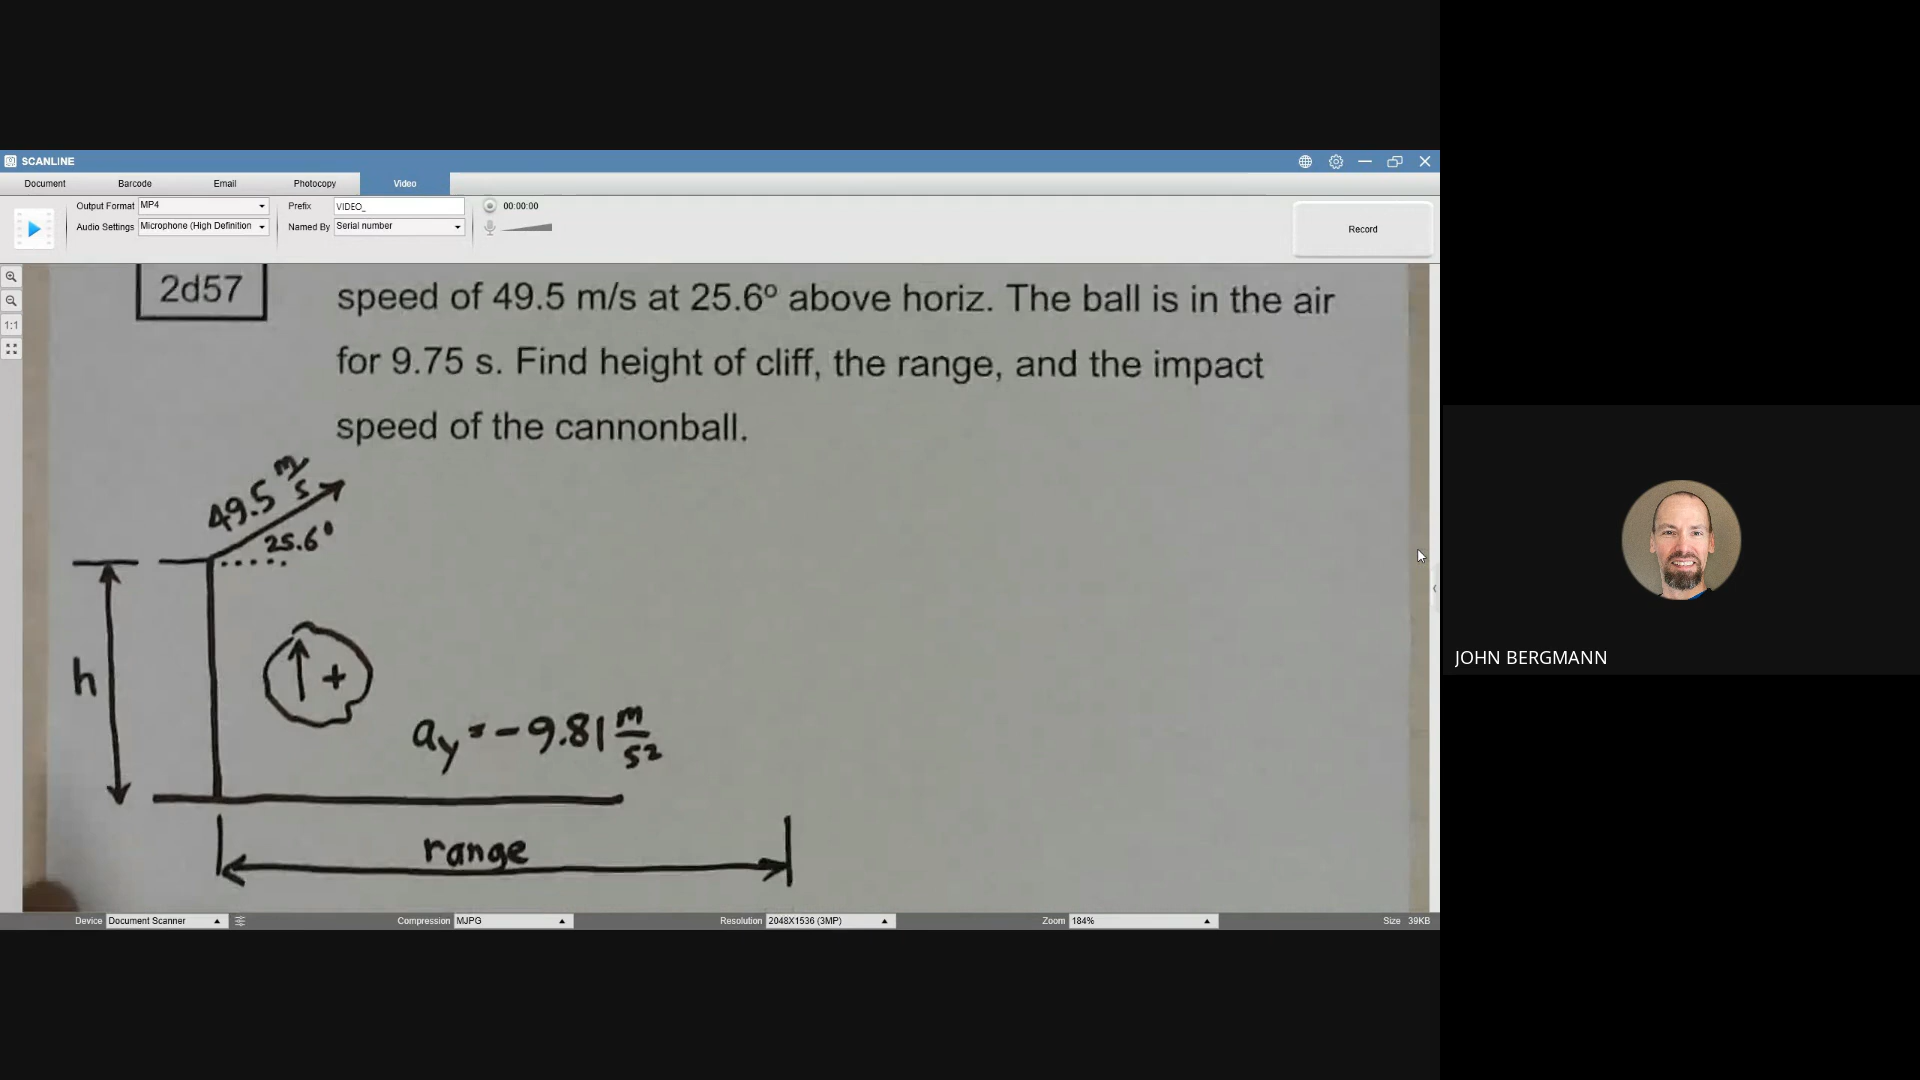 SCANLINE
Document Barcode Email Photocopy Video
Output Format MP4 Prefix VIDEO_ 00:00:00
Audio Settings Microphone (High Definition Named By Serial number
Record
1:1
2d57
speed of 49.5 m/s at 25.6º above horiz. The ball is in the air
for 9.75 s. Find height of cliff, the range, and the impact
speed of the cannonball.
49.5 m/s
25.6°
h
+
ay = -9.81 m/s²
range
JOHN BERGMANN
Device Document Scanner Compression MJPG Resolution 2048X1536 (3MP) Zoom 184% Size 39KB